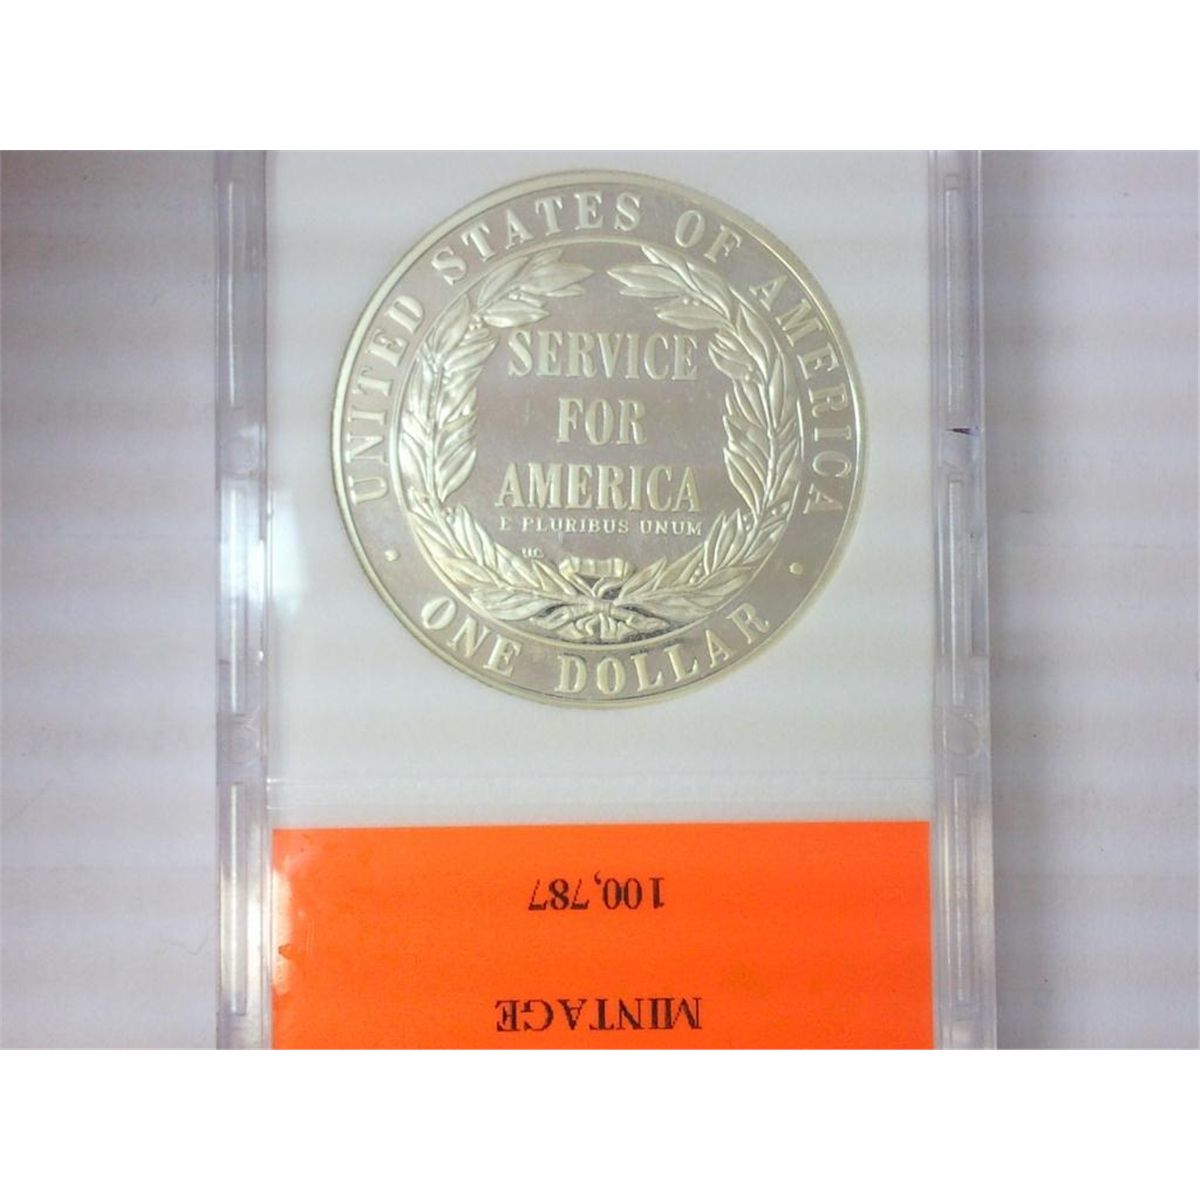 UNITED STATES OF AMERICA
SERVICE
FOR
AMERICA
E PLURIBUS UNUM
ONE DOLLAR
MINTAGE
100,787